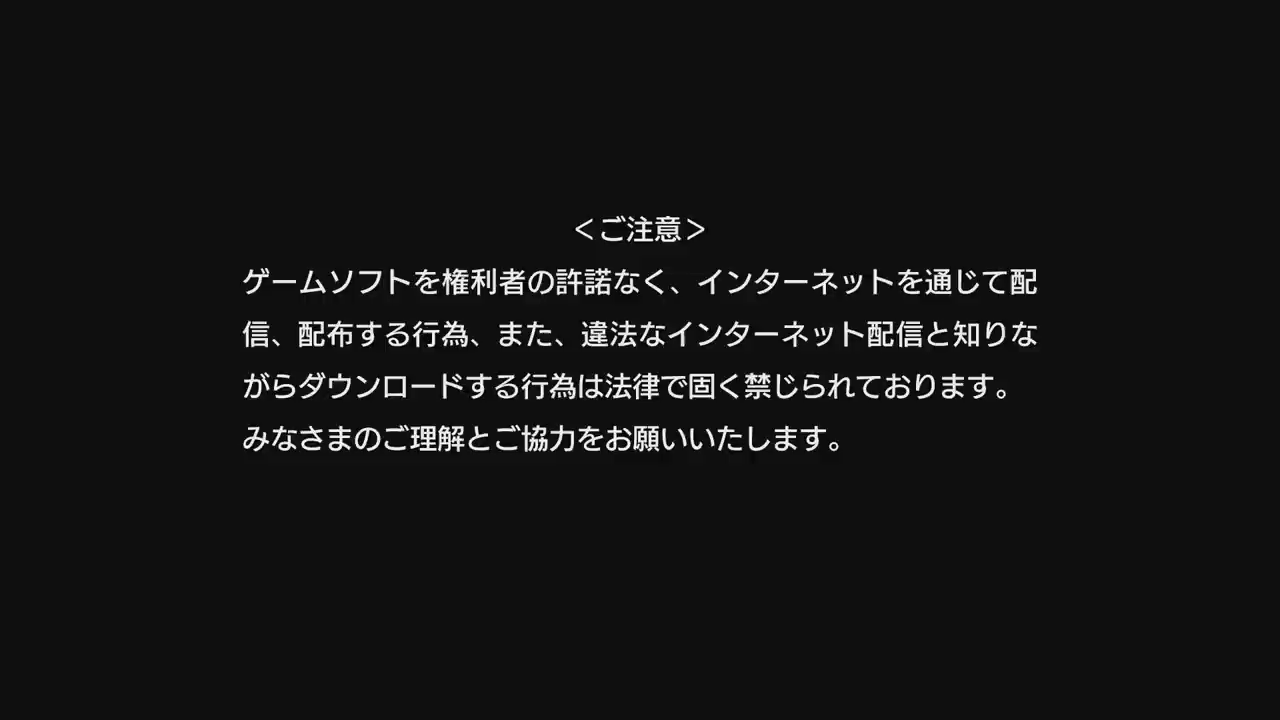 ＜ご注意＞
ゲームソフトを権利者の許諾なく、インターネットを通じて配
信、配布する行為、また、違法なインターネット配信と知りな
がらダウンロードする行為は法律で固く禁じられております。
みなさまのご理解とご協力をお願いいたします。